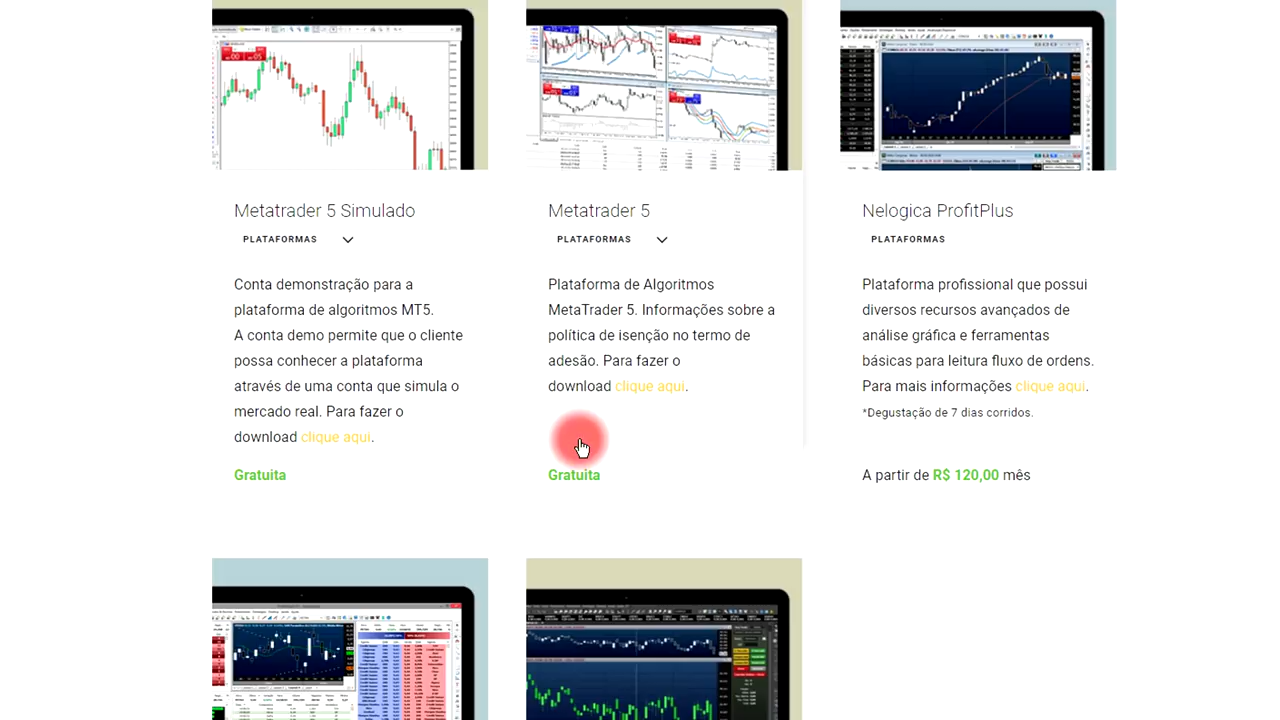 Metatrader 5 Simulado
PLATAFORMAS
Conta demonstração para a
plataforma de algoritmos MT5.
A conta demo permite que o cliente
possa conhecer a plataforma
através de uma conta que simula o
mercado real. Para fazer o
download clique aqui.
Gratuita
Metatrader 5
PLATAFORMAS
Plataforma de Algoritmos
MetaTrader 5. Informações sobre a
política de isenção no termo de
adesão. Para fazer o
download clique aqui.
Gratuita
Nelogica ProfitPlus
PLATAFORMAS
Plataforma profissional que possui
diversos recursos avançados de
análise gráfica e ferramentas
básicas para leitura fluxo de ordens.
Para mais informações clique aqui.
*Degustação de 7 dias corridos.
A partir de R$ 120,00 mês